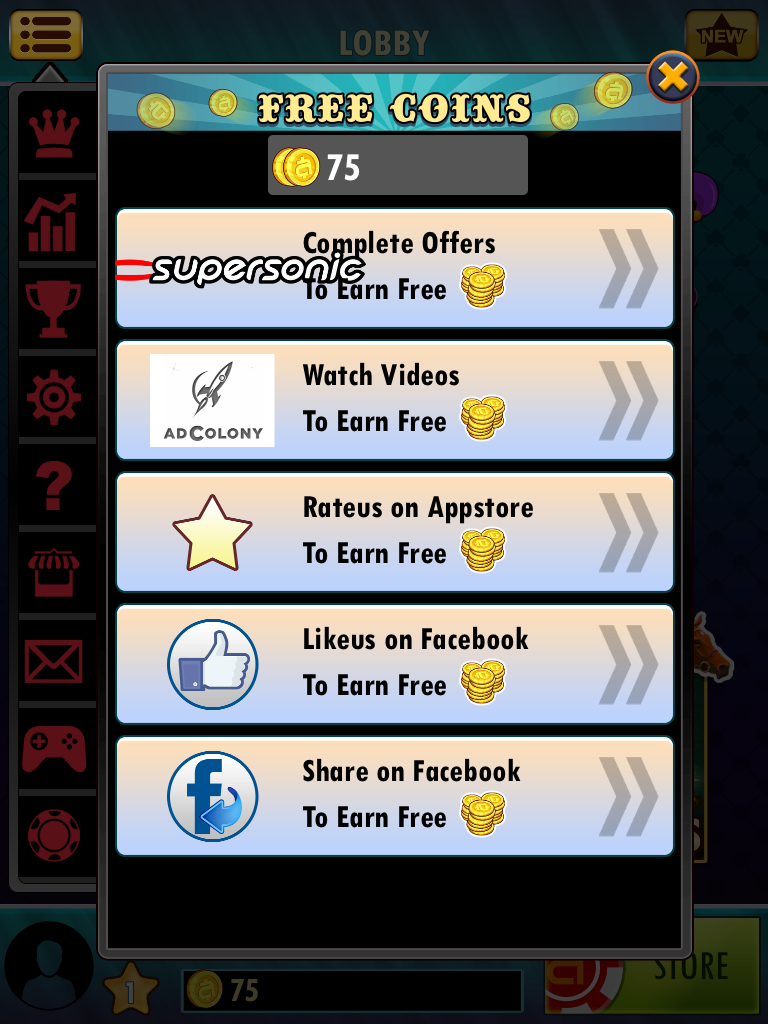 LOBBY
NEW
FREE COINS
75
Complete Offers
supersonic
To Earn Free
Watch Videos
ADCOLONY
To Earn Free
Rateus on Appstore
To Earn Free
Likeus on Facebook
To Earn Free
Share on Facebook
To Earn Free
1
75
STORE